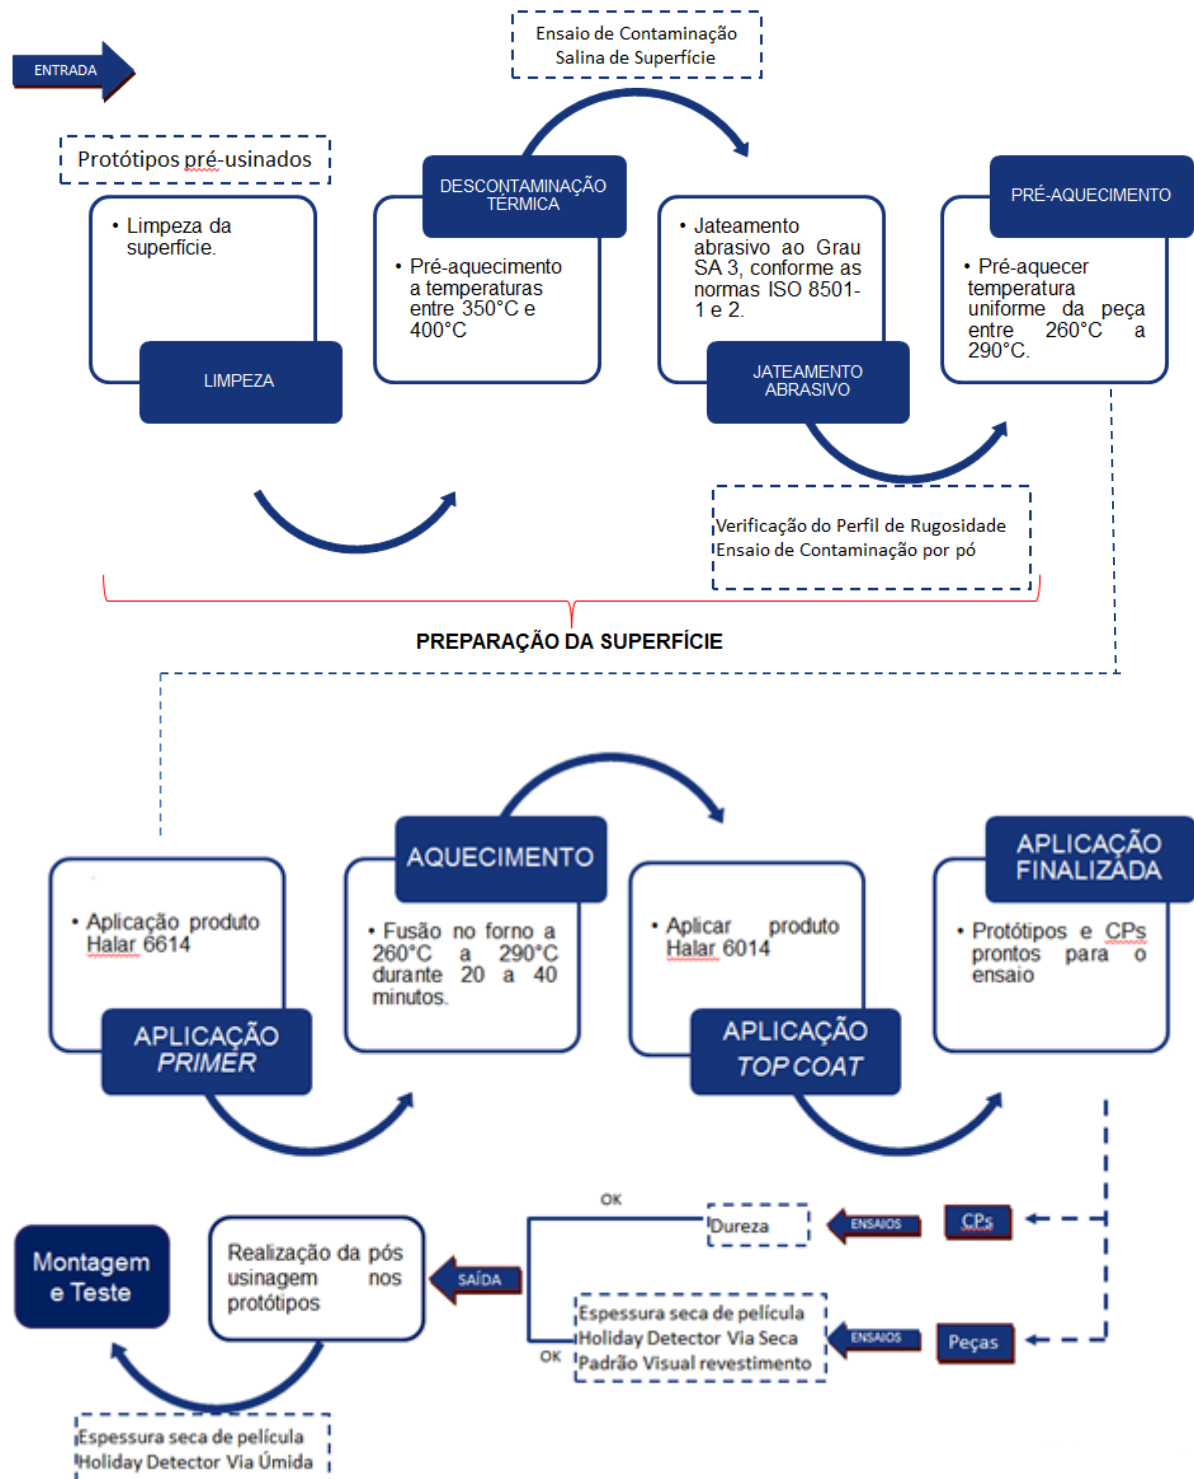 ENTRADA
Ensaio de Contaminação
Salina de Superfície
Protótipos pré-usinados
• Limpeza da
superfície.
LIMPEZA
DESCONTAMINAÇÃO
TÉRMICA
• Pré-aquecimento
a temperaturas
entre 350°C e
400°C
• Jateamento
abrasivo ao Grau
SA 3, conforme as
normas ISO 8501-
1 e 2.
JATEAMENTO
ABRASIVO
PRÉ-AQUECIMENTO
• Pré-aquecer
temperatura
uniforme da peça
entre 260°C a
290°C.
Verificação do Perfil de Rugosidade
Ensaio de Contaminação por pó
PREPARAÇÃO DA SUPERFÍCIE
• Aplicação produto
Halar 6614
APLICAÇÃO
PRIMER
AQUECIMENTO
• Fusão no forno a
260°C a 290°C
durante 20 a 40
minutos.
• Aplicar produto
Halar 6014
APLICAÇÃO
TOP COAT
APLICAÇÃO
FINALIZADA
• Protótipos e CPs
prontos para o
ensaio
OK
Dureza
ENSAIOS
CPs
Montagem
e Teste
Realização da pós
usinagem nos
protótipos
SAÍDA
Espessura seca de película
Holiday Detector Via Seca
Padrão Visual revestimento
OK
ENSAIOS
Peças
Espessura seca de película
Holiday Detector Via Úmida